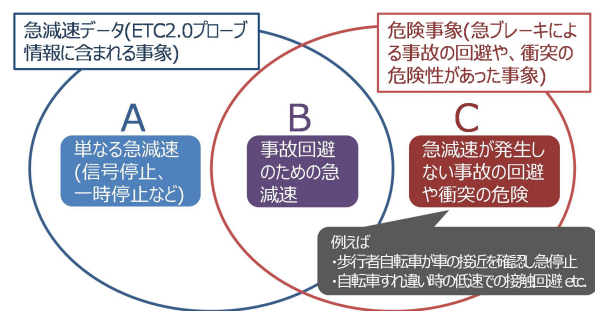 急減速データ(ETC2.0プローブ
情報に含まれる事象)
危険事象(急ブレーキによ
る事故の回避や、衝突の
危険性があった事象)
A
単なる急減速
(信号停止、
一時停止など)
B
事故回避
のための急
減速
C
急減速が発生し
ない事故の回避
や衝突の危険
例えば
・歩行者自転車が車の接近を確認し急停止
・自転車すれ違い時の低速での接触回避 etc.